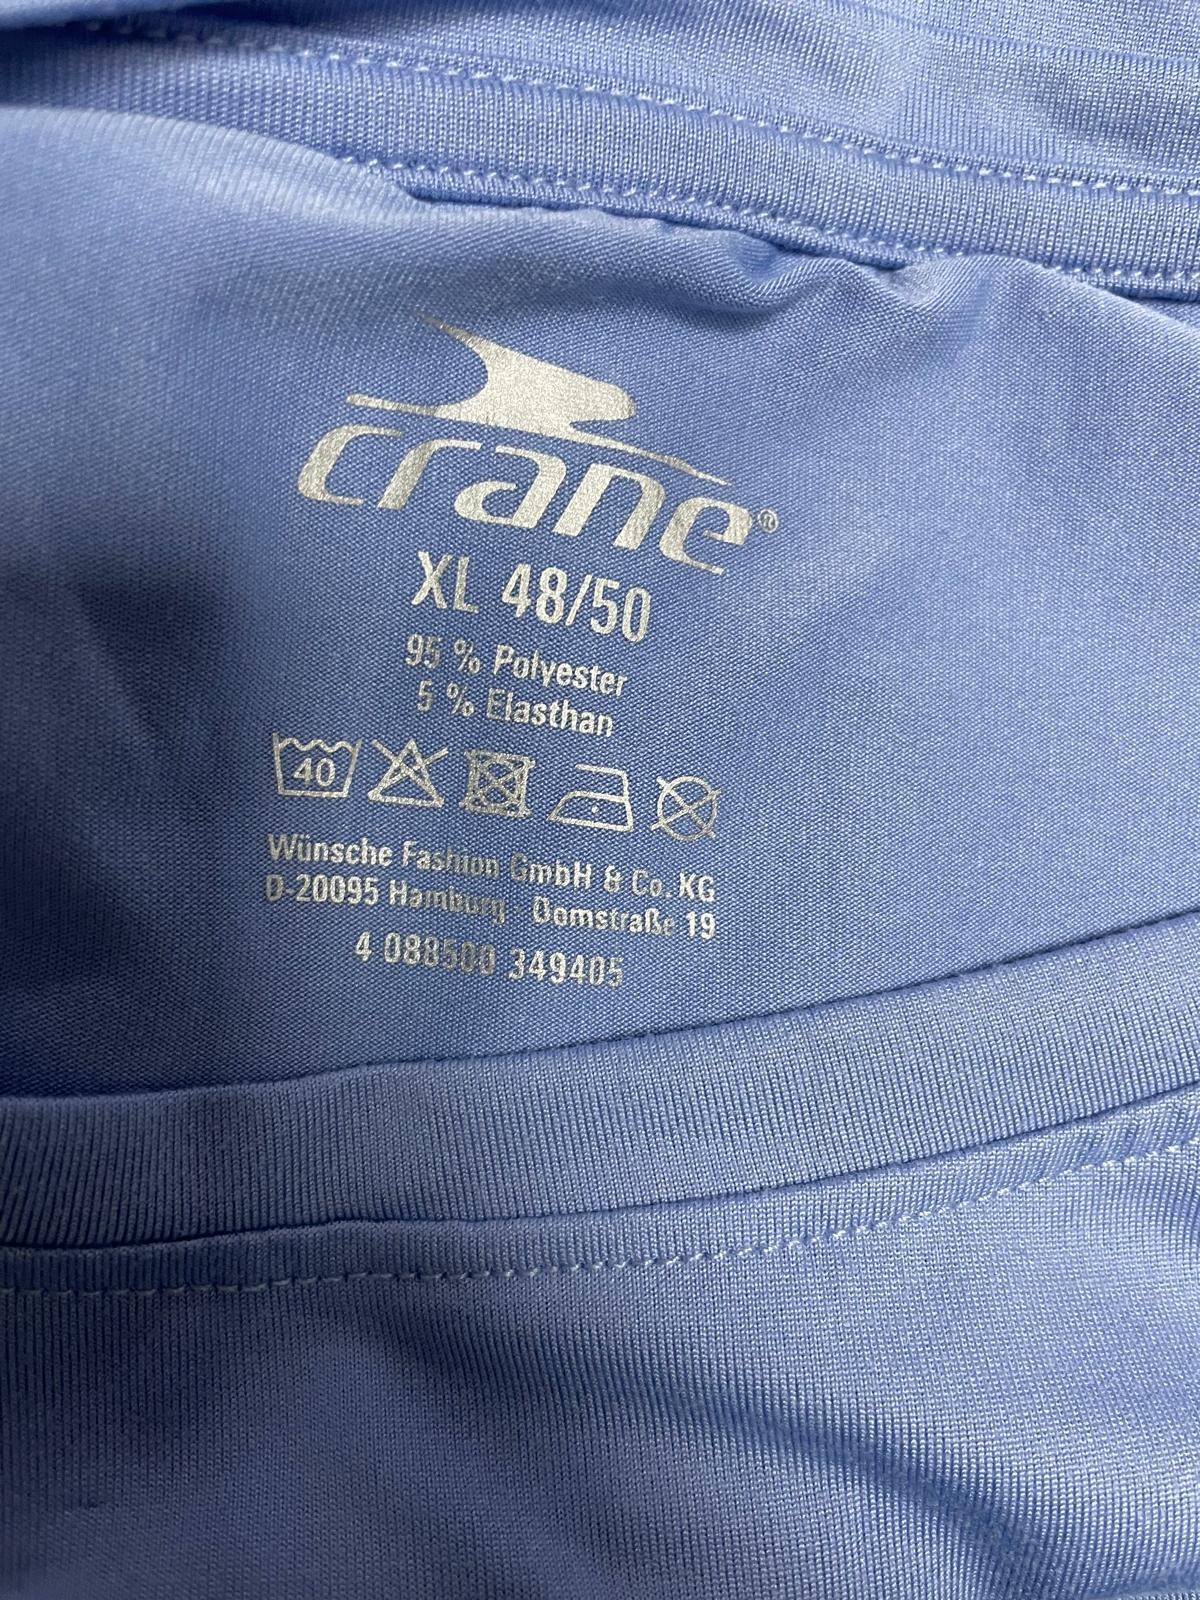 crane®
XL 48/50
95 % Polyester
5 % Elasthan
40
Wünsche Fashion GmbH & Co. KG
D-20095 Hamburg - Domstraße 19
4 088500 349405